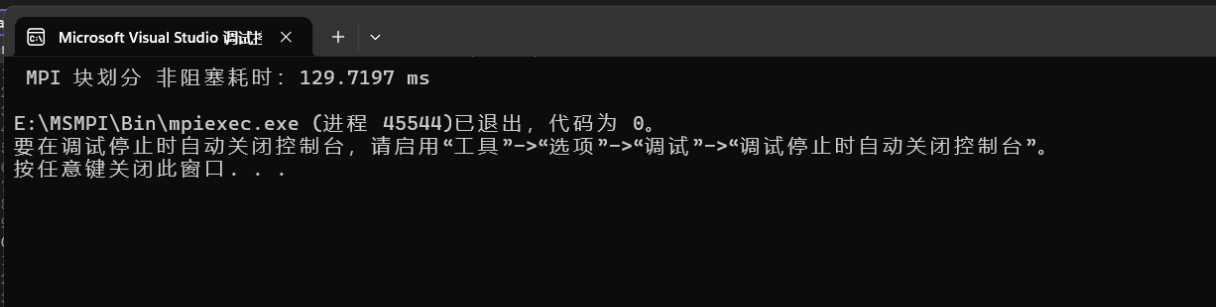 Microsoft Visual Studio 调试
MPI 块划分 非阻塞耗时: 129.7197 ms
E:\MSMPI\Bin\mpiexec.exe (进程 45544)已退出，代码为 0。
要在调试停止时自动关闭控制台，请启用“工具”->“选项”->“调试”->“调试停止时自动关闭控制台”。
按任意键关闭此窗口. . .